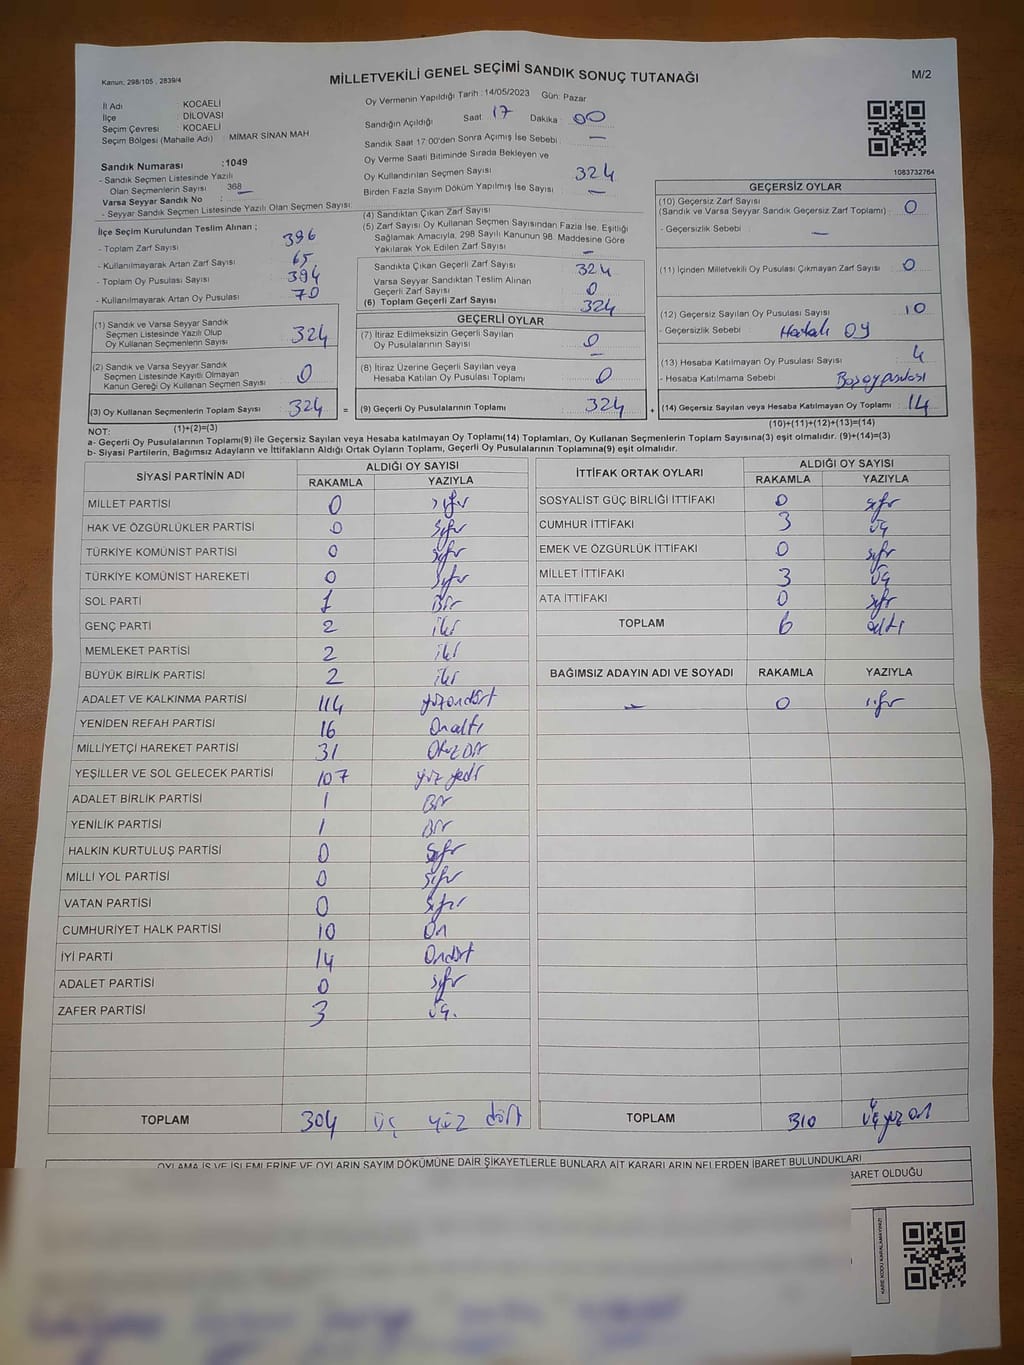 Kanun: 298/105 , 2839/4
MİLLETVEKİLİ GENEL SEÇİMİ SANDIK SONUÇ TUTANAĞI
M/2
İl Adı KOCAELİ
İlçe DİLOVASI
Seçim Çevresi KOCAELİ
Seçim Bölgesi (Mahalle Adı) : MİMAR SİNAN MAH
Sandık Numarası :1049
- Sandık Seçmen Listesinde Yazılı
Olan Seçmenlerin Sayısı 368
Varsa Seyyar Sandık No :
- Seyyar Sandık Seçmen Listesinde Yazılı Olan Seçmen Sayısı:
Oy Vermenin Yapıldığı Tarih :14/05/2023 Gün: Pazar
Sandığın Açıldığı Saat : 17 Dakika : 00
Sandık Saat 17:00'den Sonra Açılmış İse Sebebi : —
Oy Verme Saati Bitiminde Sırada Bekleyen ve
Oy Kullandırılan Seçmen Sayısı 324
Birden Fazla Sayım Döküm Yapılmış İse Sayısı : —
1083732764
İlçe Seçim Kurulundan Teslim Alınan ;
- Toplam Zarf Sayısı 396
- Kullanılmayarak Artan Zarf Sayısı 65
- Toplam Oy Pusulası Sayısı 394
- Kullanılmayarak Artan Oy Pusulası 70
(4) Sandıktan Çıkan Zarf Sayısı
(5) Zarf Sayısı Oy Kullanan Seçmen Sayısından Fazla İse, Eşitliği
Sağlamak Amacıyla, 298 Sayılı Kanunun 98. Maddesine Göre
Yakılarak Yok Edilen Zarf Sayısı —
Sandıkta Çıkan Geçerli Zarf Sayısı 324
Varsa Seyyar Sandıktan Teslim Alınan
Geçerli Zarf Sayısı 0
(6) Toplam Geçerli Zarf Sayısı 324
GEÇERSİZ OYLAR
(10) Geçersiz Zarf Sayısı
(Sandık ve Varsa Seyyar Sandık Geçersiz Zarf Toplamı) : 0
- Geçersizlik Sebebi : —
(11) İçinden Milletvekili Oy Pusulası Çıkmayan Zarf Sayısı : 0
(12) Geçersiz Sayılan Oy Pusulası Sayısı 10
- Geçersizlik Sebebi : Hatalı OY
(13) Hesaba Katılmayan Oy Pusulası Sayısı 4
- Hesaba Katılmama Sebebi Boş oy pusulası
(14) Geçersiz Sayılan veya Hesaba Katılmayan Oy Toplamı : 14
(10)+(11)+(12)+(13)=(14)
(1) Sandık ve Varsa Seyyar Sandık
Seçmen Listesinde Yazılı Olup
Oy Kullanan Seçmenlerin Sayısı 324
(2) Sandık ve Varsa Seyyar Sandık
Seçmen Listesinde Kayıtlı Olmayan
Kanun Gereği Oy Kullanan Seçmen Sayısı 0
(3) Oy Kullanan Seçmenlerin Toplam Sayısı 324 =
(1)+(2)=(3)
GEÇERLİ OYLAR
(7) İtiraz Edilmeksizin Geçerli Sayılan
Oy Pusulalarının Sayısı : 0
(8) İtiraz Üzerine Geçerli Sayılan veya
Hesaba Katılan Oy Pusulası Toplamı 0
(9) Geçerli Oy Pusulalarının Toplamı : 324 +
NOT:
a- Geçerli Oy Pusulalarının Toplamı(9) ile Geçersiz Sayılan veya Hesaba katılmayan Oy Toplamı(14) Toplamları, Oy Kullanan Seçmenlerin Toplam Sayısına(3) eşit olmalıdır. (9)+(14)=(3)
b- Siyasi Partilerin, Bağımsız Adayların ve İttifakların Aldığı Ortak Oyların Toplamı, Geçerli Oy Pusulalarının Toplamına(9) eşit olmalıdır.
SİYASİ PARTİNİN ADI ALDIĞI OY SAYISI
RAKAMLA YAZIYLA
MİLLET PARTİSİ 0 sıfır
HAK VE ÖZGÜRLÜKLER PARTİSİ 0 sıfır
TÜRKİYE KOMÜNİST PARTİSİ 0 sıfır
TÜRKİYE KOMÜNİST HAREKETİ 0 sıfır
SOL PARTİ 1 Bir
GENÇ PARTİ 2 iki
MEMLEKET PARTİSİ 2 iki
BÜYÜK BİRLİK PARTİSİ 2 iki
ADALET VE KALKINMA PARTİSİ 114 yüzondört
YENİDEN REFAH PARTİSİ 16 Onaltı
MİLLİYETÇİ HAREKET PARTİSİ 31 Otuzbir
YEŞİLLER VE SOL GELECEK PARTİSİ 107 yüz yedi
ADALET BİRLİK PARTİSİ 1 Bir
YENİLİK PARTİSİ 1 Bir
HALKIN KURTULUŞ PARTİSİ 0 Sıfır
MİLLİ YOL PARTİSİ 0 sıfır
VATAN PARTİSİ 0 sıfır
CUMHURİYET HALK PARTİSİ 10 On
İYİ PARTİ 14 Ondört
ADALET PARTİSİ 0 sıfır
ZAFER PARTİSİ 3 üç.
TOPLAM 304 üç yüz dört
İTTİFAK ORTAK OYLARI ALDIĞI OY SAYISI
RAKAMLA YAZIYLA
SOSYALİST GÜÇ BİRLİĞİ İTTİFAKI 0 sıfır
CUMHUR İTTİFAKI 3 üç
EMEK VE ÖZGÜRLÜK İTTİFAKI 0 sıfır
MİLLET İTTİFAKI 3 üç
ATA İTTİFAKI 0 sıfır
TOPLAM 6 altı
BAĞIMSIZ ADAYIN ADI VE SOYADI RAKAMLA YAZIYLA
— 0 sıfır
TOPLAM 310 üçyüz on
OYLAMA İŞ VE İŞLEMLERİNE VE OYLARIN SAYIM DÖKÜMÜNE DAİR ŞİKAYETLERLE BUNLARA AİT KARARLARIN NELERDEN İBARET BULUNDUKLARI
BARET OLDUĞU